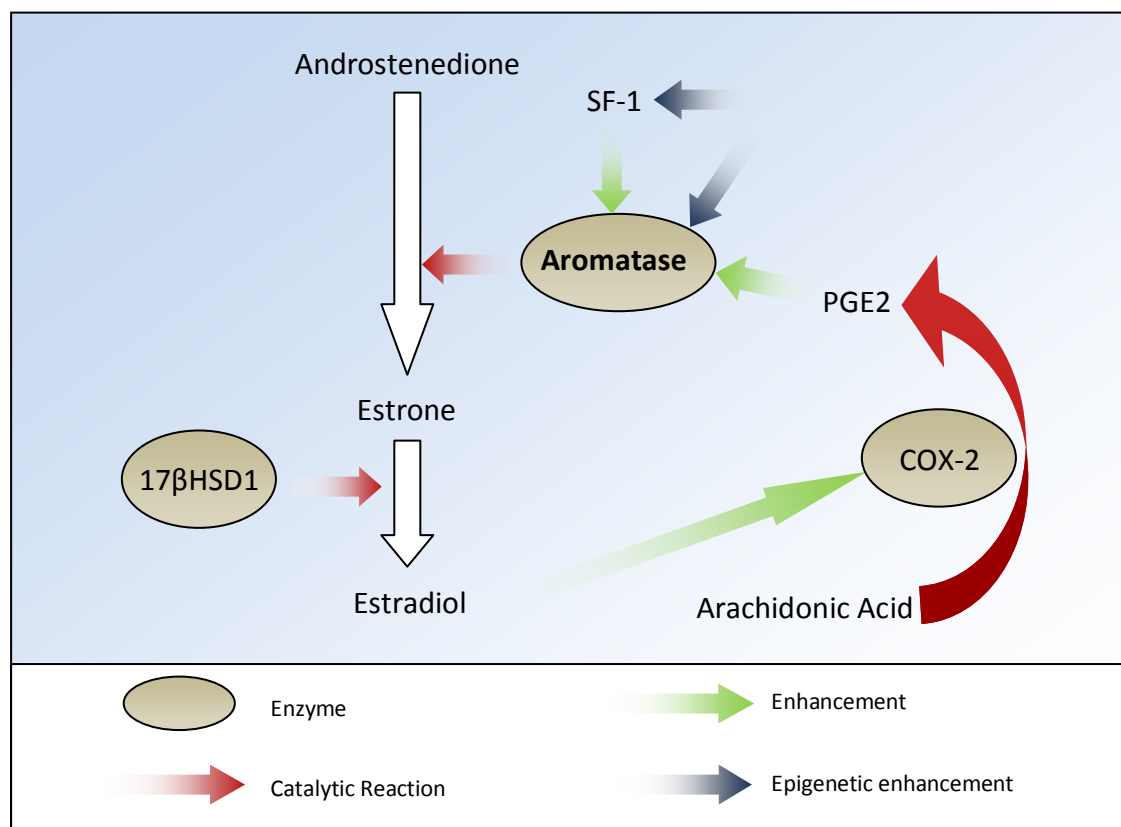 Androstenedione
SF-1
Aromatase
PGE2
Estrone
17βHSD1
COX-2
Estradiol
Arachidonic Acid
Enzyme
Enhancement
Catalytic Reaction
Epigenetic enhancement